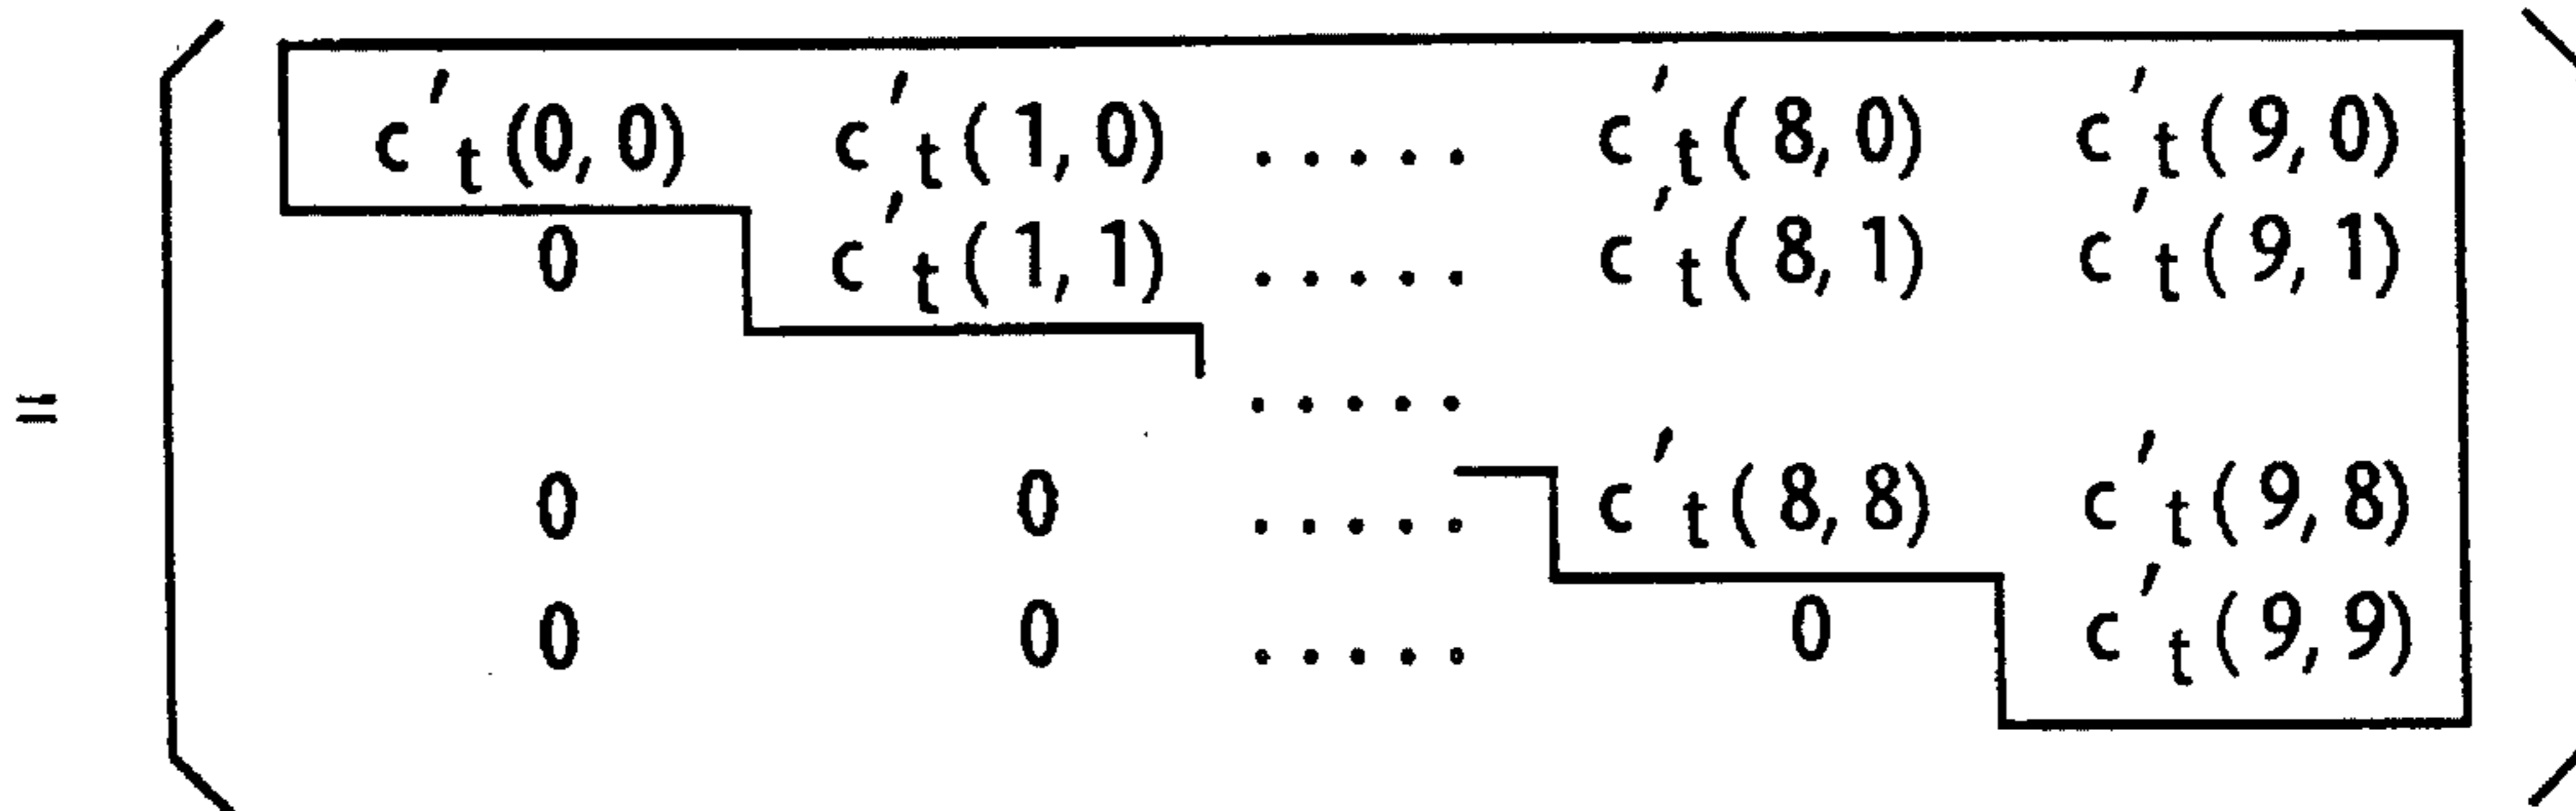 c't(0, 0) c't( 1, 0) ..... c't( 8, 0) c't( 9, 0)
0 c't( 1, 1) ..... c't( 8, 1) c't( 9, 1)
= .....
0 0 ..... c't( 8, 8) c't( 9, 8)
0 0 ..... 0 c't( 9, 9)